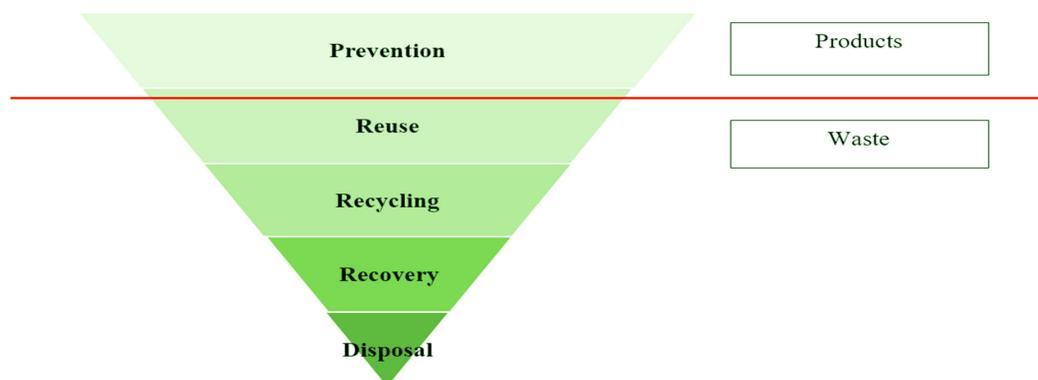 Prevention
Products
Reuse
Waste
Recycling
Recovery
Disposal